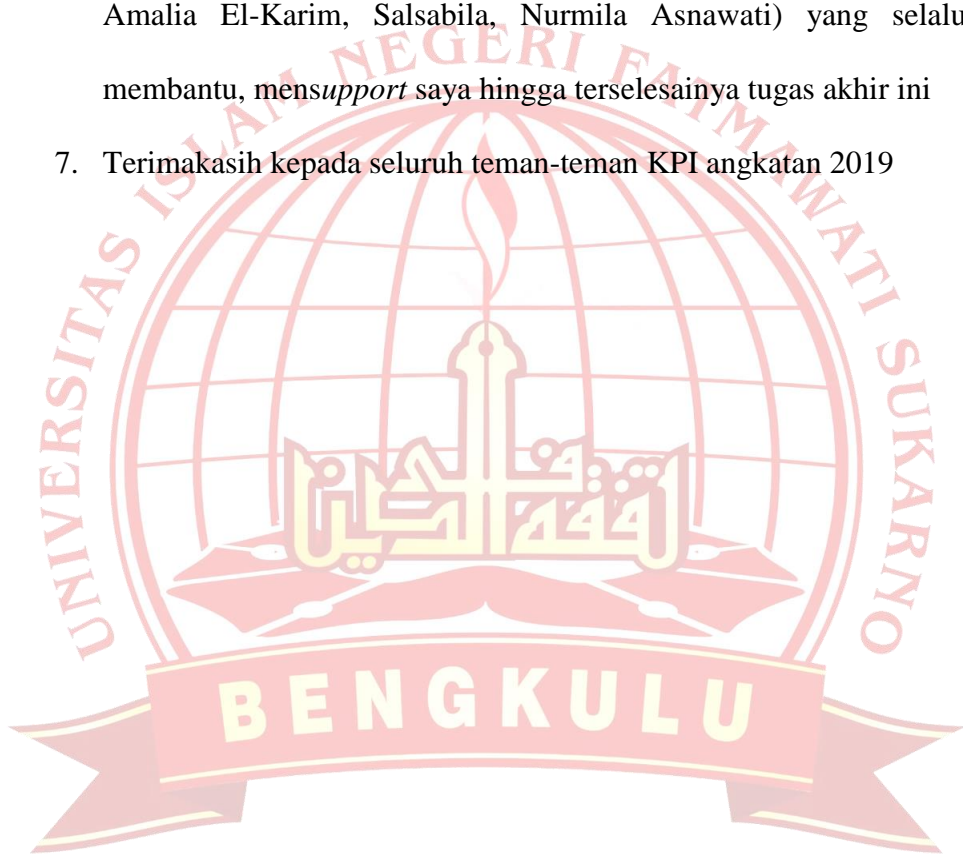 Amalia El-Karim, Salsabila, Nurmila Asnawati) yang selalu
membantu, mensupport saya hingga terselesainya tugas akhir ini
7. Terimakasih kepada seluruh teman-teman KPI angkatan 2019
UNIVERSITAS ISLAM NEGERI FATMAWATI SUKARNO
BENGKULU